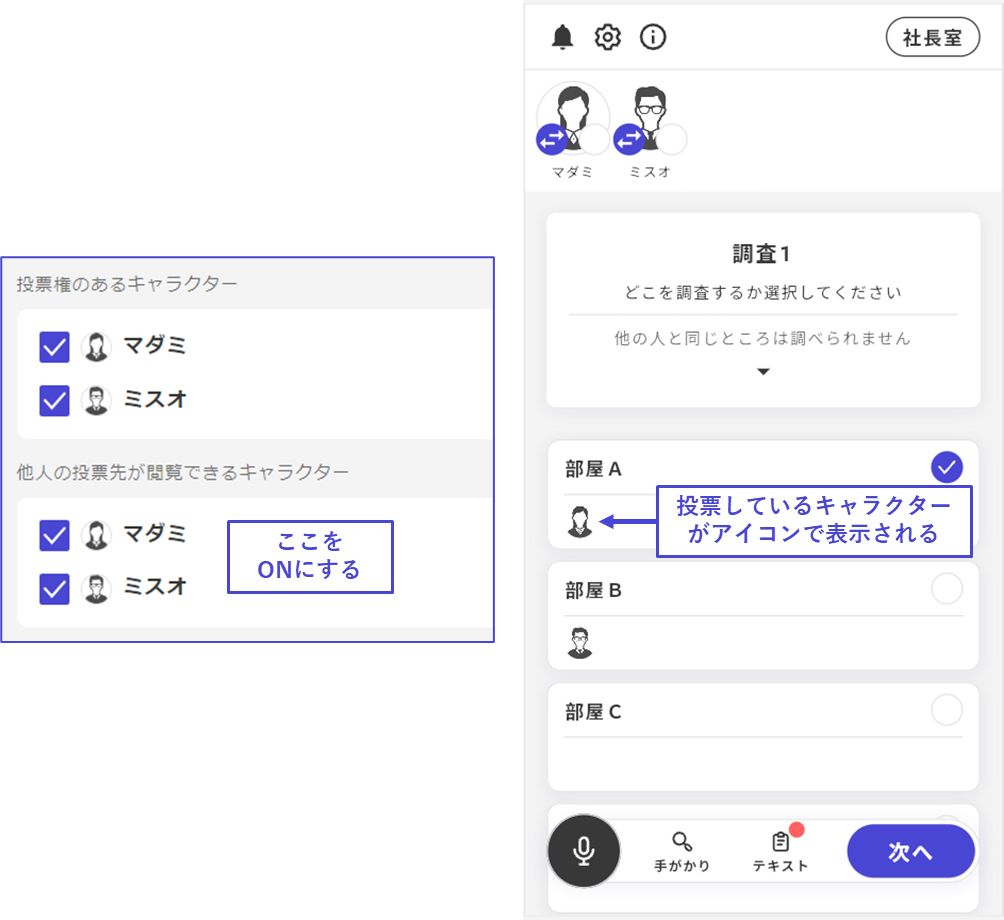 投票権のあるキャラクター
マダミ
ミスオ
他人の投票先が閲覧できるキャラクター
マダミ
ミスオ
ここを
ONにする
社長室
マダミ
ミスオ
調査1
どこを調査するか選択してください
他の人と同じところは調べられません
部屋A
投票しているキャラクター
がアイコンで表示される
部屋B
部屋C
手がかり
テキスト
次へ